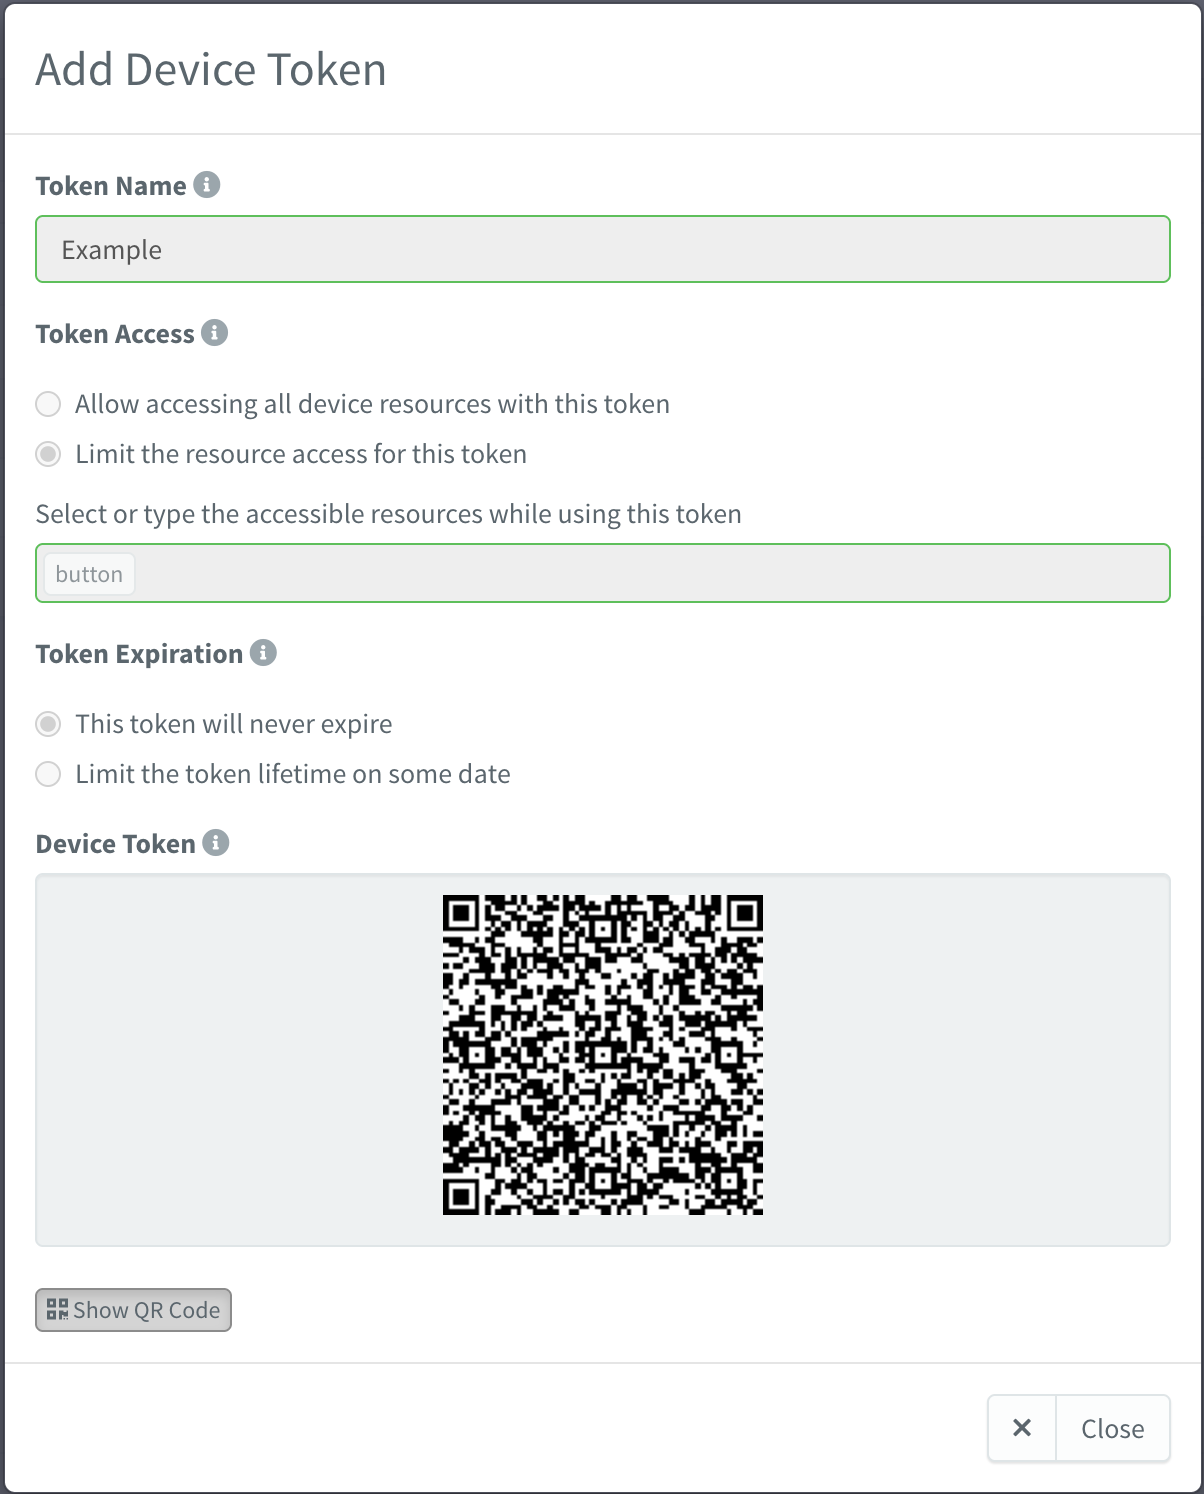 Add Device Token
Token Name
Example
Token Access
Allow accessing all device resources with this token
Limit the resource access for this token
Select or type the accessible resources while using this token
button
Token Expiration
This token will never expire
Limit the token lifetime on some date
Device Token
Show QR Code
Close